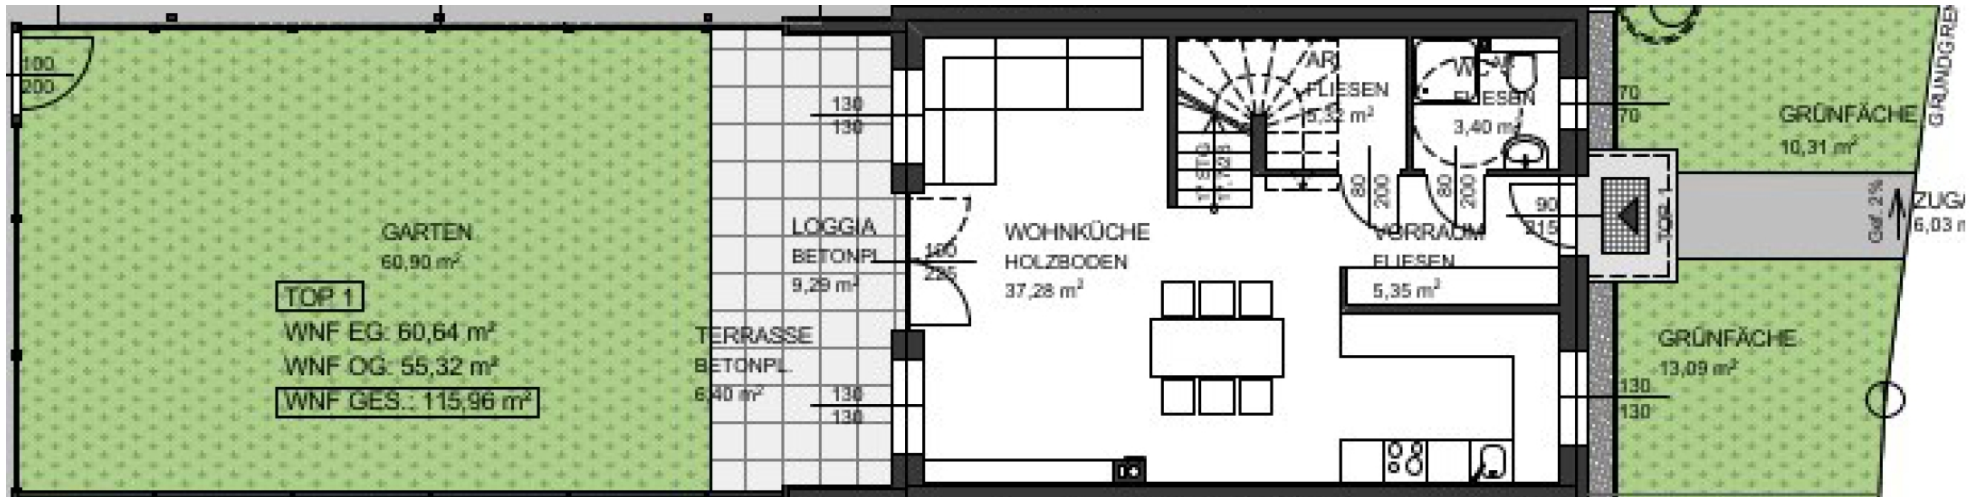 100
200
GARTEN
60,90 m²
TOP 1
WNF EG: 60,64 m²
WNF OG: 55,32 m²
WNF GES.: 115,96 m²
LOGGIA
BETONPL.
9,29 m²
TERRASSE
BETONPL.
6,40 m²
130
130
130
130
225
WOHNKÜCHE
HOLZBODEN
37,28 m²
AR
FLIESEN
WC
FLIESEN
3,40 m²
80
200
80
200
VORRAUM
FLIESEN
5,35 m²
90
215
70
70
130
130
TOP 1
GRÜNFÄCHE
10,31 m²
GRÜNFÄCHE
13,09 m²
Gef. 2%
6,03